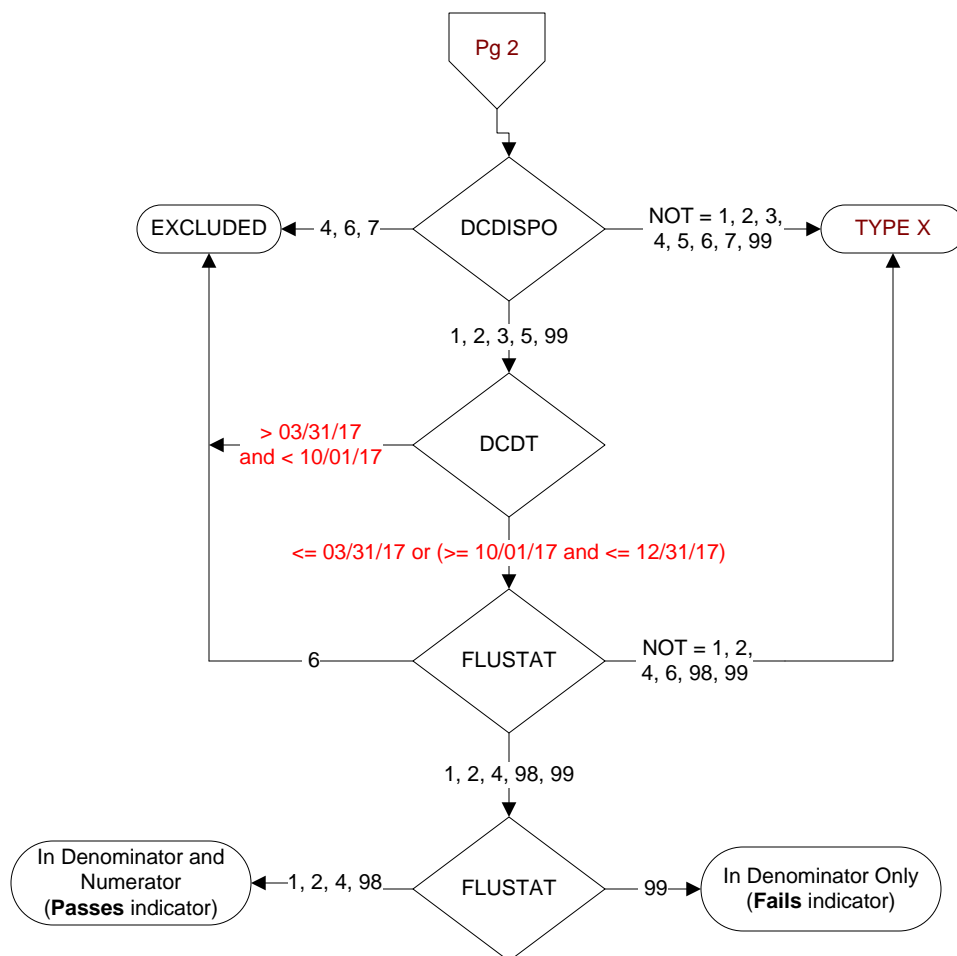 Pg 2
EXCLUDED
4, 6, 7
DCDISPO
NOT = 1, 2, 3,
4, 5, 6, 7, 99
TYPE X
1, 2, 3, 5, 99
> 03/31/17
and < 10/01/17
DCDT
<= 03/31/17 or (>= 10/01/17 and <= 12/31/17)
6
FLUSTAT
NOT = 1, 2,
4, 6, 98, 99
1, 2, 4, 98, 99
In Denominator and
Numerator
(Passes indicator)
1, 2, 4, 98
FLUSTAT
99
In Denominator Only
(Fails indicator)